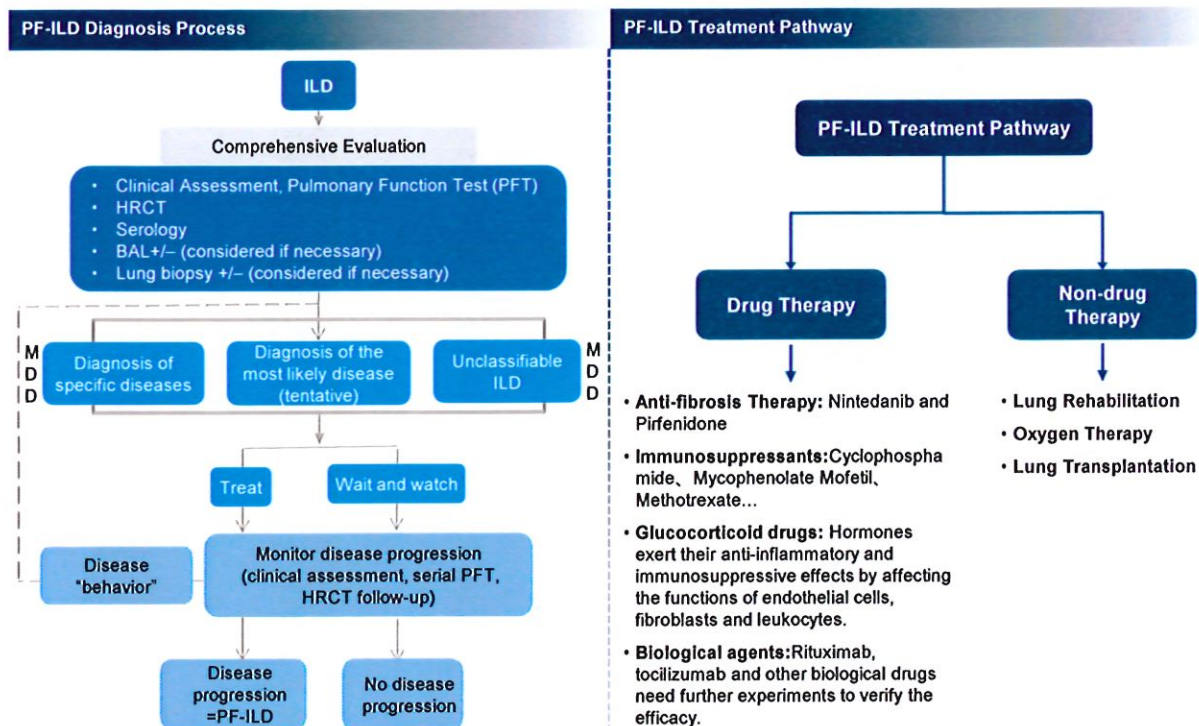 PF-ILD Diagnosis Process
ILD
Comprehensive Evaluation
• Clinical Assessment, Pulmonary Function Test (PFT)
• HRCT
• Serology
• BAL+/– (considered if necessary)
• Lung biopsy +/– (considered if necessary)
MDD
Diagnosis of
specific diseases
Diagnosis of the
most likely disease
(tentative)
Unclassifiable
ILD
MDD
Treat
Wait and watch
Disease
"behavior"
Monitor disease progression
(clinical assessment, serial PFT,
HRCT follow-up)
Disease
progression
=PF-ILD
No disease
progression
PF-ILD Treatment Pathway
PF-ILD Treatment Pathway
Drug Therapy
• Anti-fibrosis Therapy: Nintedanib and
Pirfenidone
• Immunosuppressants:Cyclophospha
mide、Mycophenolate Mofetil、
Methotrexate…
• Glucocorticoid drugs: Hormones
exert their anti-inflammatory and
immunosuppressive effects by affecting
the functions of endothelial cells,
fibroblasts and leukocytes.
• Biological agents:Rituximab,
tocilizumab and other biological drugs
need further experiments to verify the
efficacy.
Non-drug
Therapy
• Lung Rehabilitation
• Oxygen Therapy
• Lung Transplantation